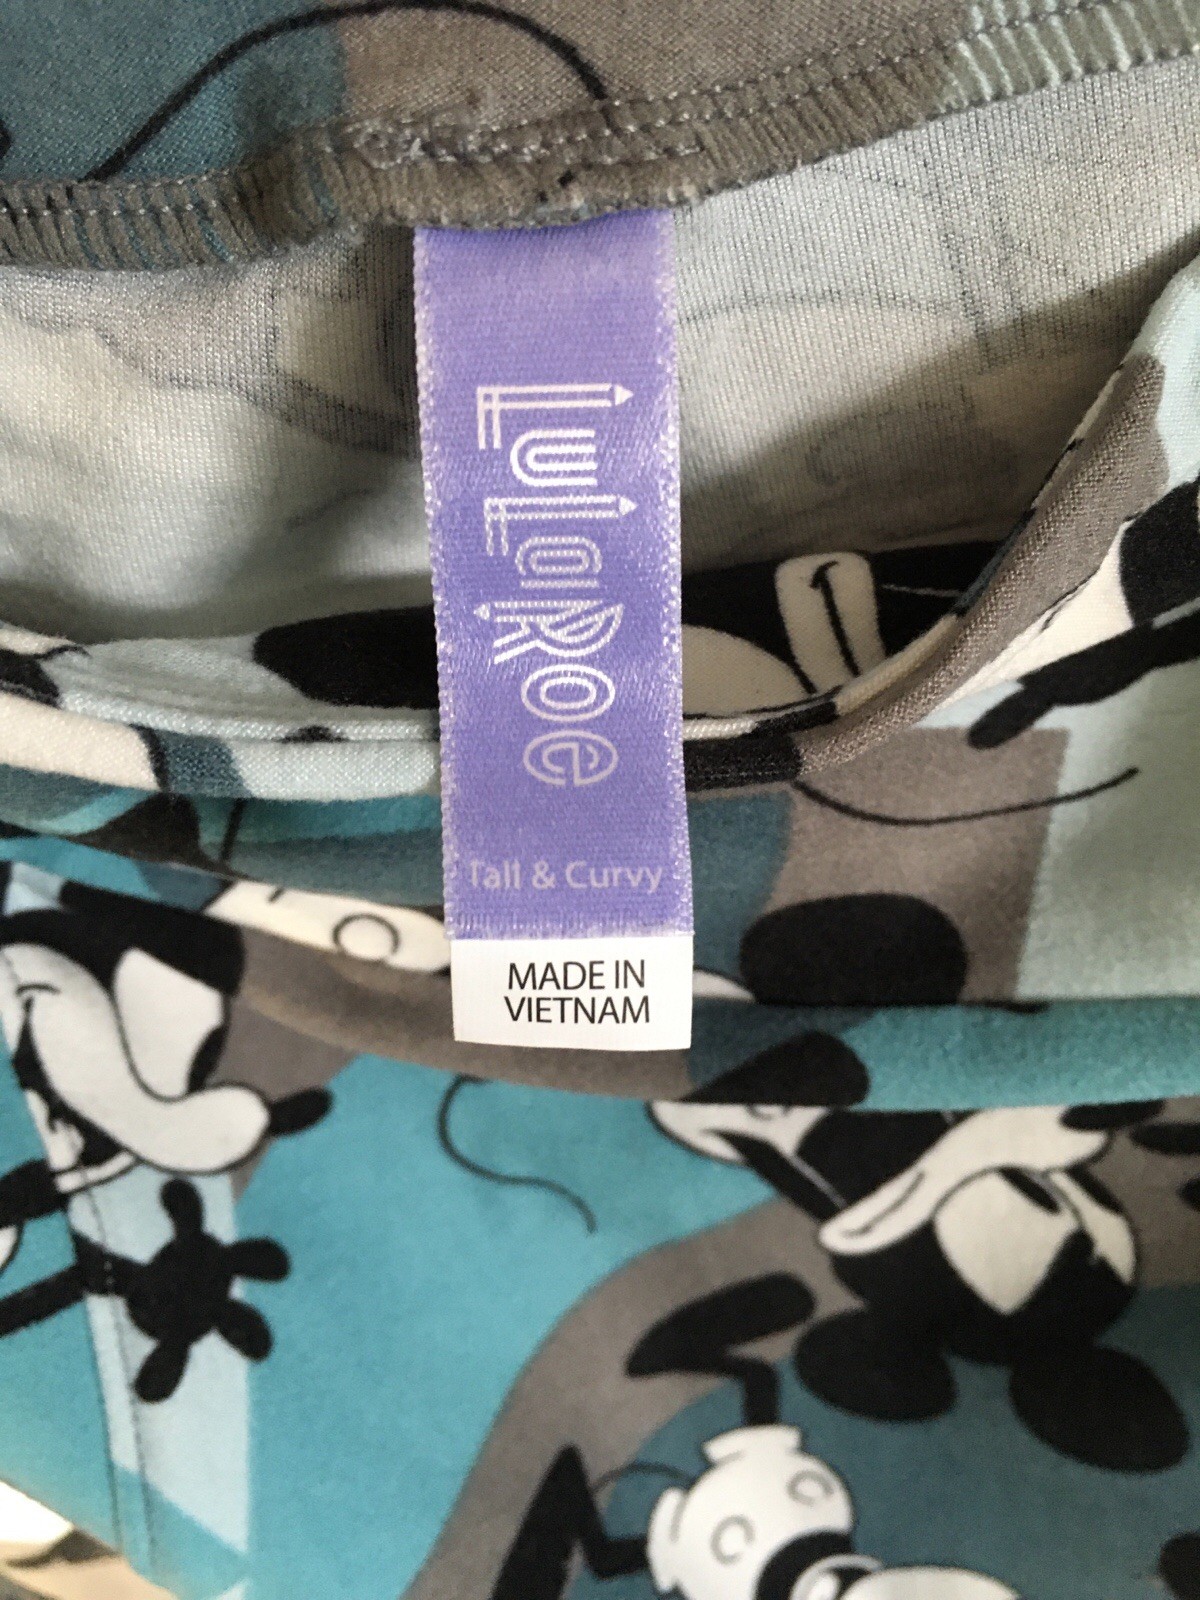 LuLaRoe
Tall & Curvy
MADE IN
VIETNAM